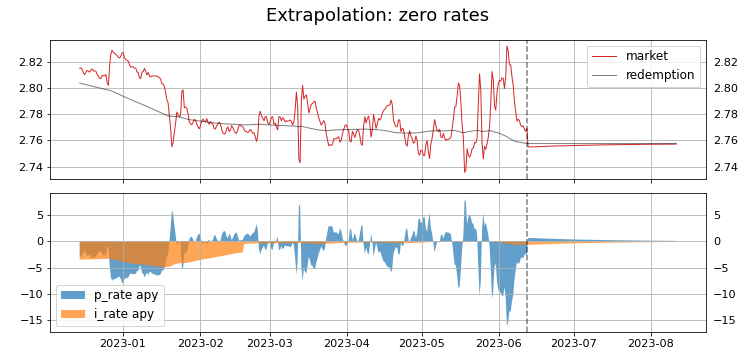 Extrapolation: zero rates
2.82 2.82
2.80 2.80
2.78 2.78
2.76 2.76
2.74 2.74
market
redemption
5 5
0 0
−5 −5
−10 −10
−15 −15
p_rate apy
i_rate apy
2023-01 2023-02 2023-03 2023-04 2023-05 2023-06 2023-07 2023-08